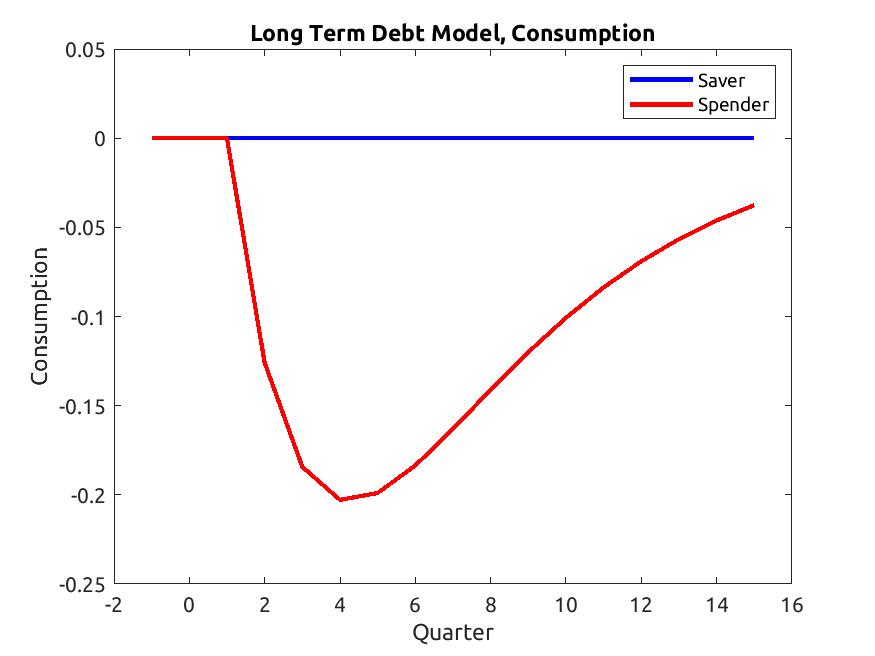 Long Term Debt Model, Consumption
0.05
0
-0.05
-0.1
-0.15
-0.2
-0.25
Consumption
Saver
Spender
-2 0 2 4 6 8 10 12 14 16
Quarter